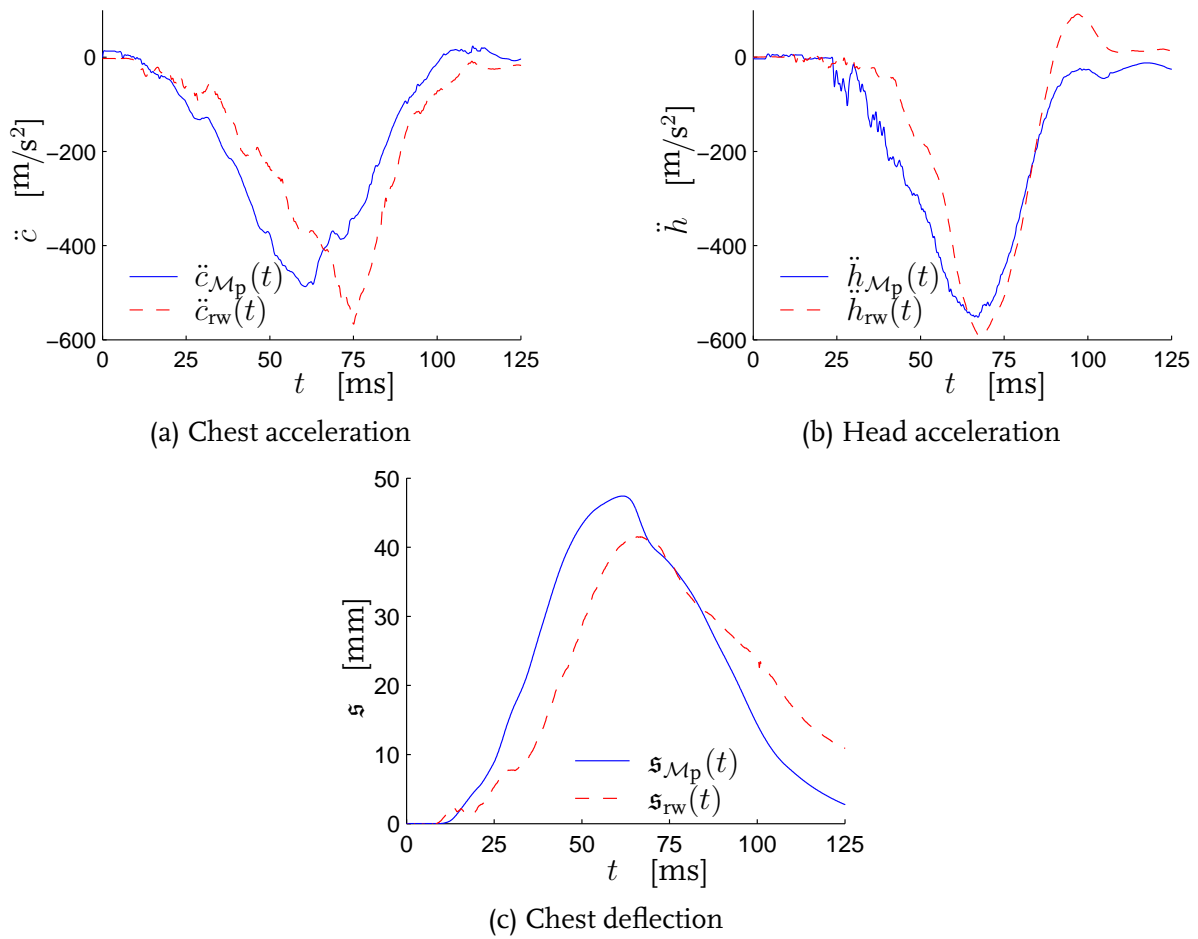 0
−200
−400
−600
0 25 50 75 100 125
c̈ [m/s²]
t [ms]
c̈_ℳₚ(t)
c̈_rw(t)
(a) Chest acceleration
0
−200
−400
−600
0 25 50 75 100 125
ḧ [m/s²]
t [ms]
ḧ_ℳₚ(t)
ḧ_rw(t)
(b) Head acceleration
50
40
30
20
10
0
0 25 50 75 100 125
𝔰 [mm]
t [ms]
𝔰_ℳₚ(t)
𝔰_rw(t)
(c) Chest deflection